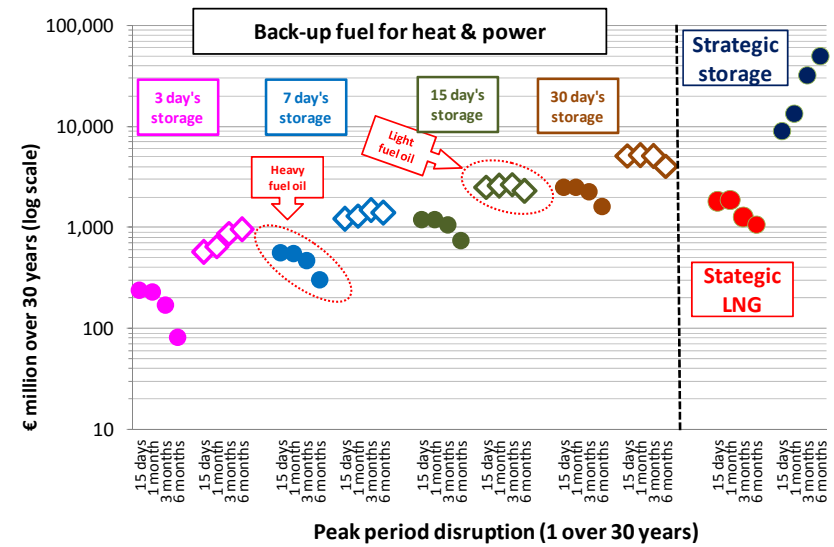 100,000
10,000
1,000
100
10
€ million over 30 years (log scale)
Back-up fuel for heat & power
3 day's
storage
7 day's
storage
15 day's
storage
30 day's
storage
Heavy
fuel oil
Light
fuel oil
Strategic
storage
Stategic
LNG
15 days
1 month
3 months
6 months
15 days
1 month
3 months
6 months
15 days
1 month
3 months
6 months
15 days
1 month
3 months
6 months
15 days
1 month
3 months
6 months
15 days
1 month
3 months
6 months
15 days
1 month
3 months
6 months
15 days
1 month
3 months
6 months
15 days
1 month
3 months
6 months
15 days
1 month
3 months
6 months
Peak period disruption (1 over 30 years)